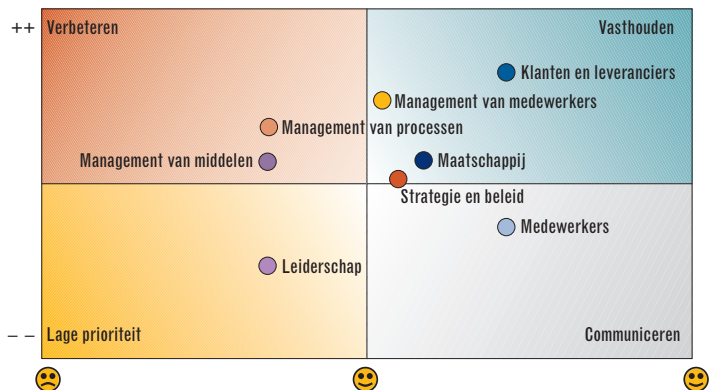 ++
Verbeteren
Vasthouden
Klanten en leveranciers
Management van medewerkers
Management van processen
Management van middelen
Maatschappij
Strategie en beleid
Medewerkers
Leiderschap
– –
Lage prioriteit
Communiceren